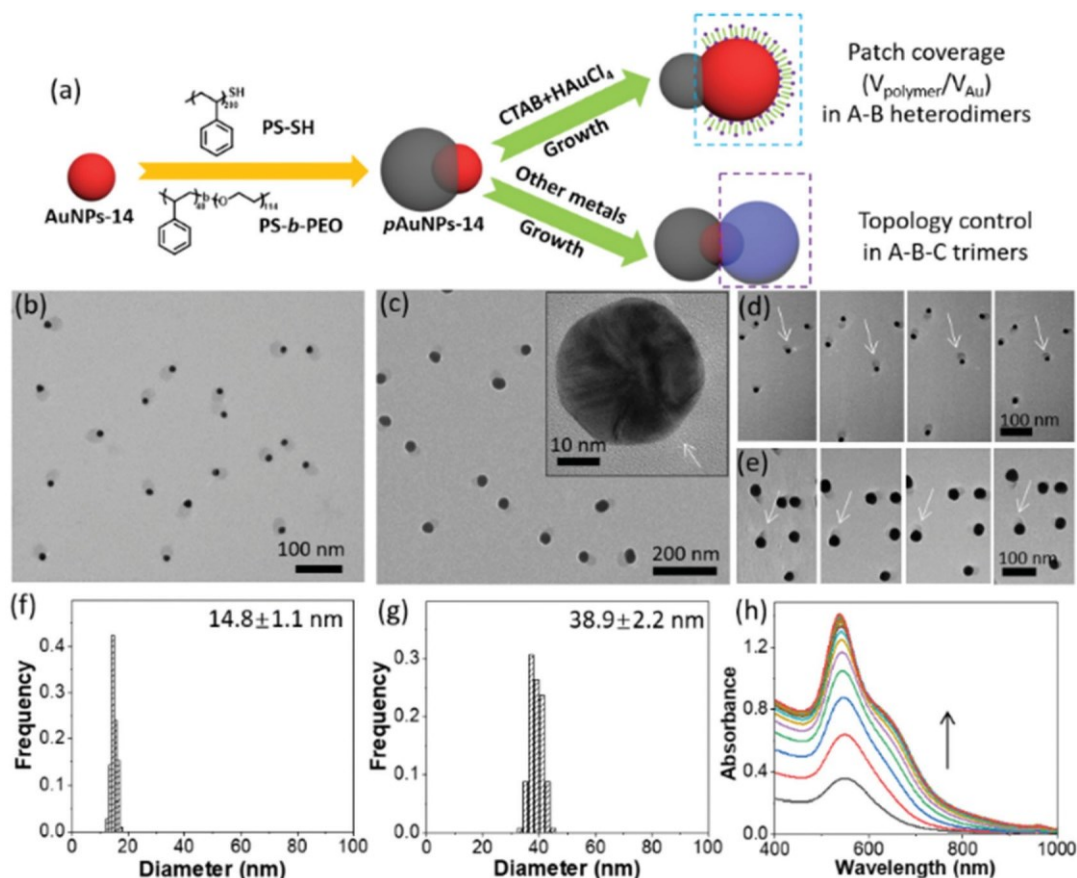 (a)
SH
200
PS-SH
AuNPs-14
b
O
114
PS-b-PEO
pAuNPs-14
CTAB+HAuCl4
Growth
Other metals
Growth
Patch coverage
(Vpolymer/VAu)
in A-B heterodimers
Topology control
in A-B-C trimers
(b)
100 nm
(c)
10 nm
200 nm
(d)
100 nm
(e)
100 nm
(f)
14.8±1.1 nm
Frequency
0.4
0.3
0.2
0.1
0.0
0 20 40 60 80 100
Diameter (nm)
(g)
38.9±2.2 nm
Frequency
0.3
0.2
0.1
0.0
0 20 40 60 80 100
Diameter (nm)
(h)
Absorbance
1.2
0.8
0.4
0.0
400 600 800 1000
Wavelength (nm)